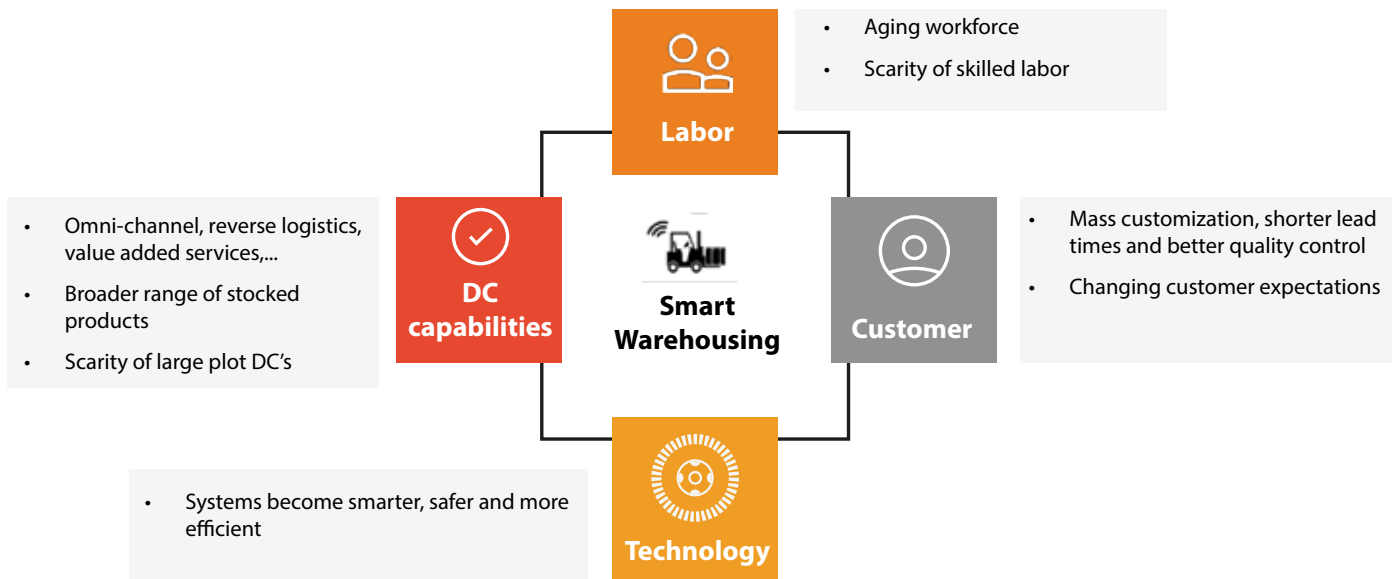 • Aging workforce
• Scarity of skilled labor
Labor
• Omni-channel, reverse logistics,
value added services,...
• Broader range of stocked
products
• Scarity of large plot DC's
DC
capabilities
Smart
Warehousing
Customer
• Mass customization, shorter lead
times and better quality control
• Changing customer expectations
• Systems become smarter, safer and more
efficient
Technology